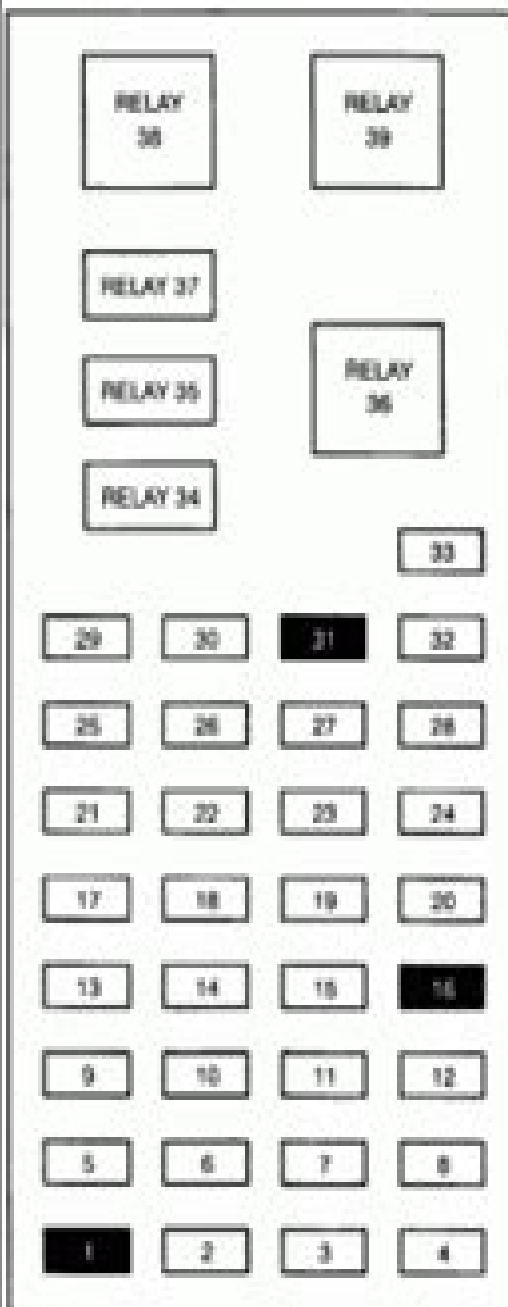 RELAY
38
RELAY
39
RELAY 37
RELAY
36
RELAY 35
RELAY 34
33
29 30 31 32
25 26 27 28
21 22 23 24
17 18 19 20
13 14 15 16
9 10 11 12
5 6 7 8
1 2 3 4